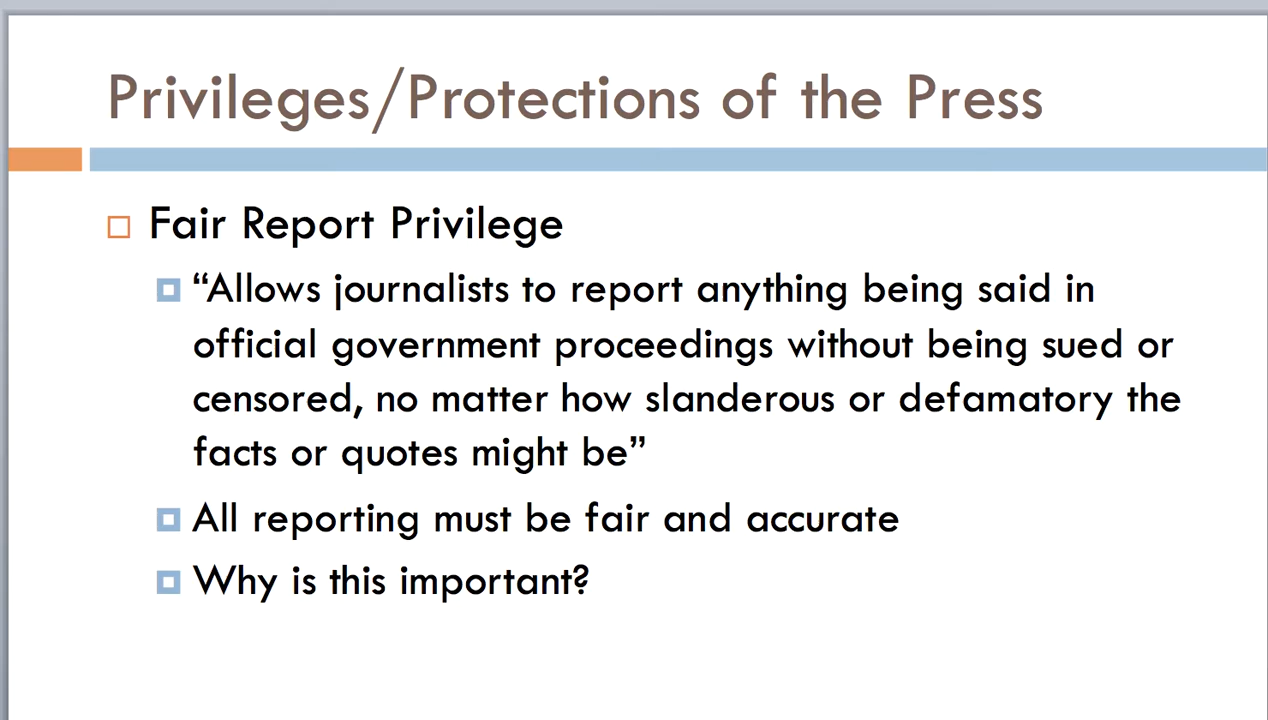 Privileges/Protections of the Press
Fair Report Privilege
“Allows journalists to report anything being said in
official government proceedings without being sued or
censored, no matter how slanderous or defamatory the
facts or quotes might be”
All reporting must be fair and accurate
Why is this important?